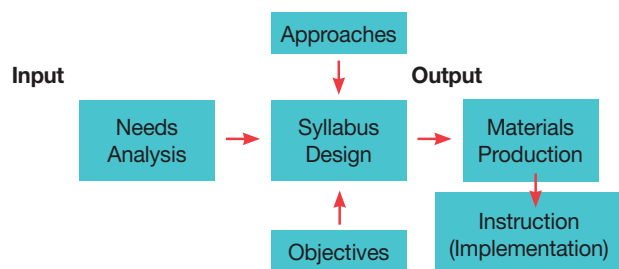 Approaches
Input
Output
Needs
Analysis
Syllabus
Design
Materials
Production
Objectives
Instruction
(Implementation)